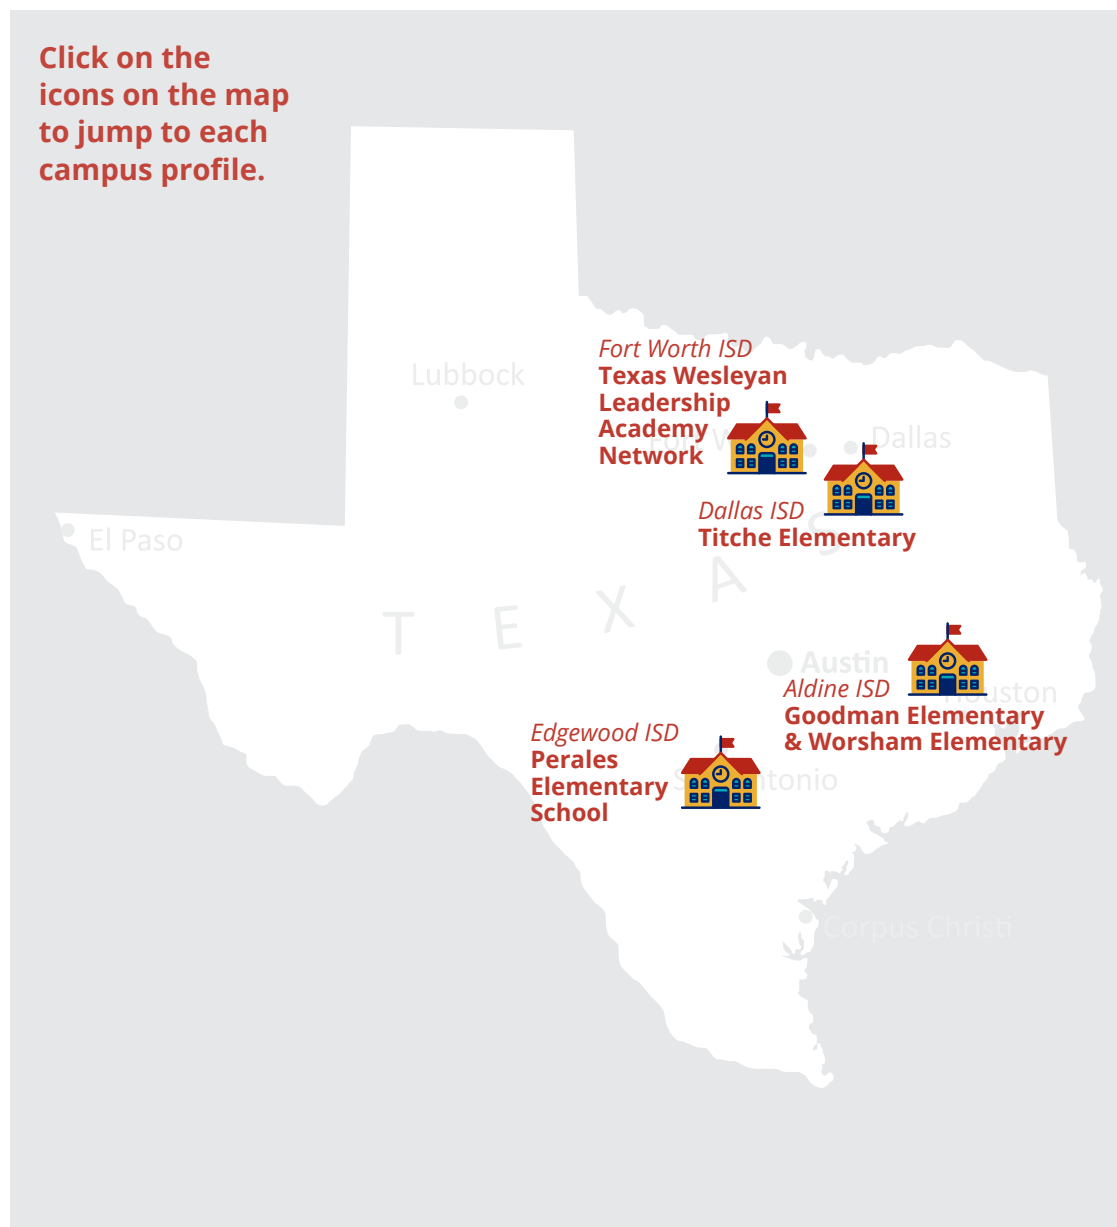 Click on the
icons on the map
to jump to each
campus profile.
Fort Worth ISD
Texas Wesleyan
Leadership
Academy
Network
Lubbock
Dallas
Dallas ISD
Titche Elementary
El Paso
T E X A S
Austin
Aldine ISD
Goodman Elementary
& Worsham Elementary
Edgewood ISD
Perales
Elementary
School
Corpus Christi